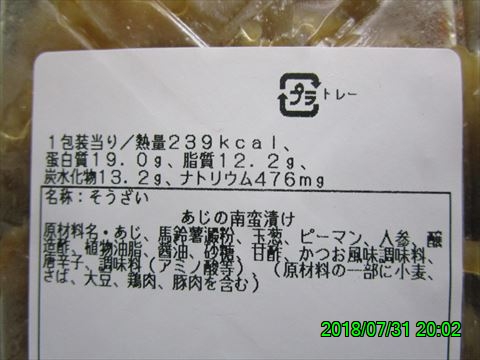 プラ トレー
1包装当り/熱量239kcal、
蛋白質19.0g、脂質12.2g、
炭水化物13.2g、ナトリウム476mg
名称:そうざい
あじの南蛮漬け
原材料名・あじ、馬鈴薯澱粉、玉葱、ピーマン、人参、醸
造酢、植物油脂、醤油、砂糖、甘酢、かつお風味調味料、
唐辛子、調味料(アミノ酸等)、(原材料の一部に小麦、
さば、大豆、鶏肉、豚肉を含む)
2018/07/31 20:02